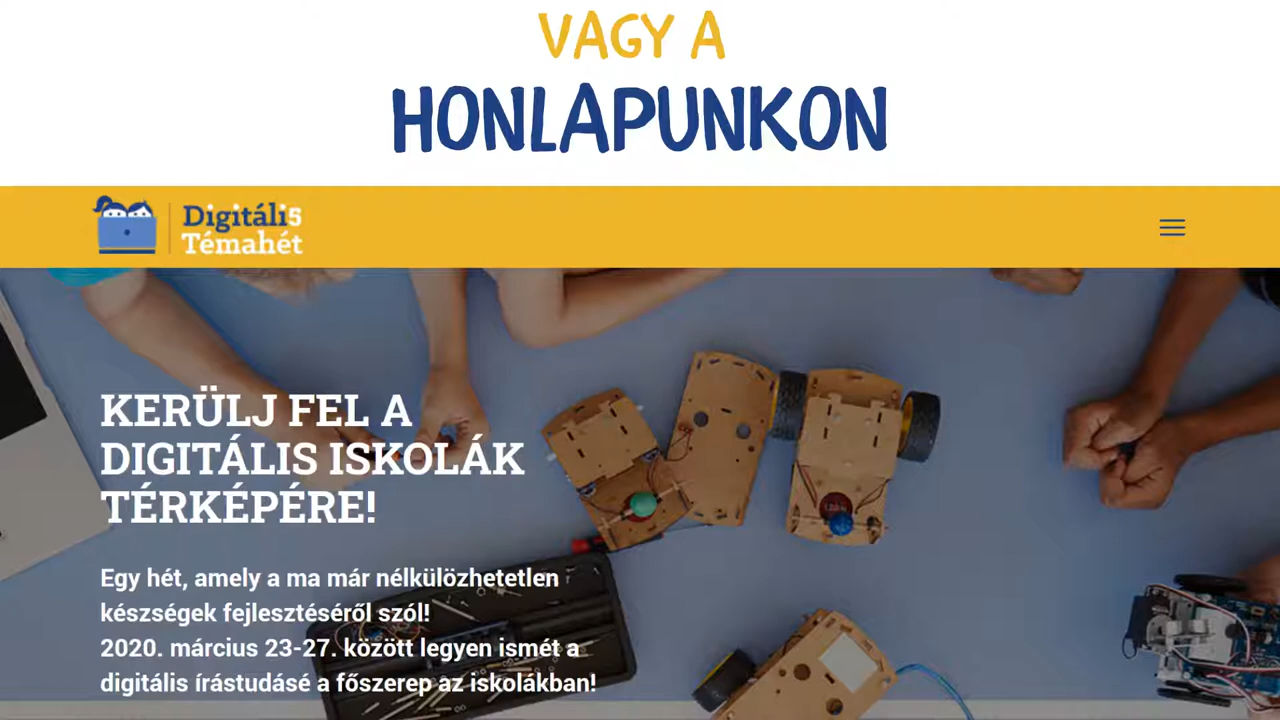 VAGY A
HONLAPUNKON
Digitáli5
Témahét
KERÜLJ FEL A
DIGITÁLIS ISKOLÁK
TÉRKÉPÉRE!
Egy hét, amely a ma már nélkülözhetetlen
készségek fejlesztéséről szól!
2020. március 23-27. között legyen ismét a
digitális írástudásé a főszerep az iskolákban!